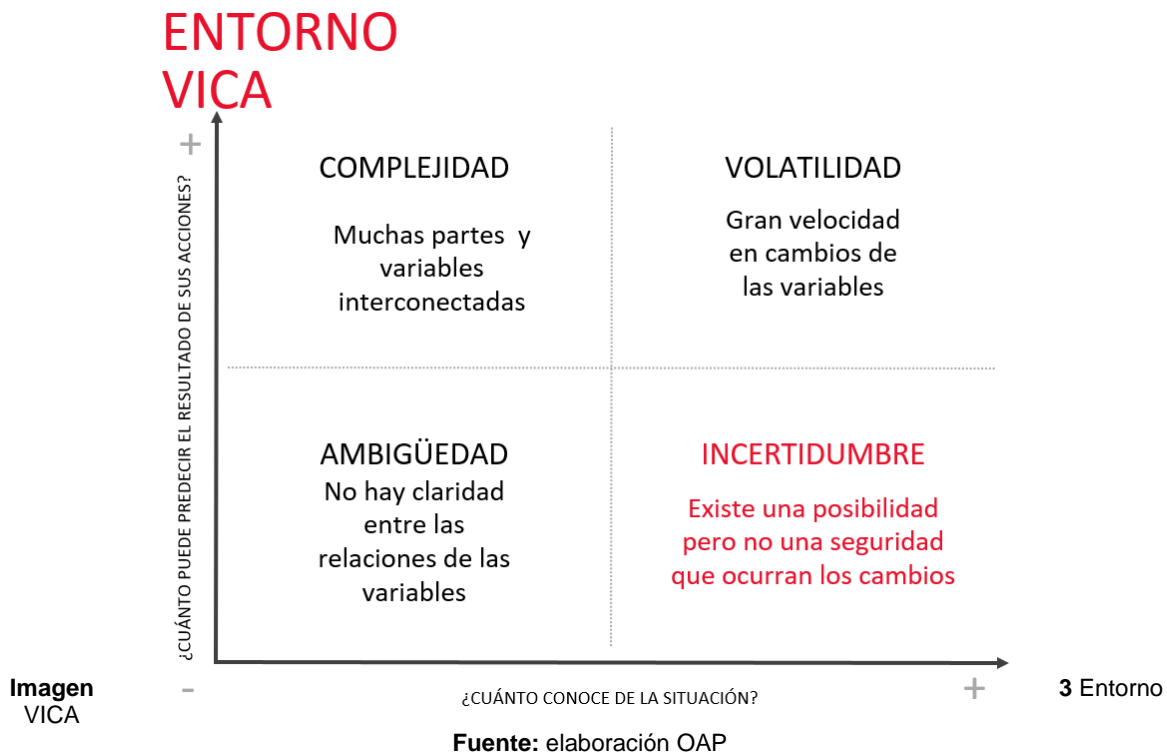 ENTORNO
VICA
+
¿CUÁNTO PUEDE PREDECIR EL RESULTADO DE SUS ACCIONES?
COMPLEJIDAD
Muchas partes y
variables
interconectadas
VOLATILIDAD
Gran velocidad
en cambios de
las variables
AMBIGÜEDAD
No hay claridad
entre las
relaciones de las
variables
INCERTIDUMBRE
Existe una posibilidad
pero no una seguridad
que ocurran los cambios
-
¿CUÁNTO CONOCE DE LA SITUACIÓN?
+
Imagen 3 Entorno
VICA
Fuente: elaboración OAP